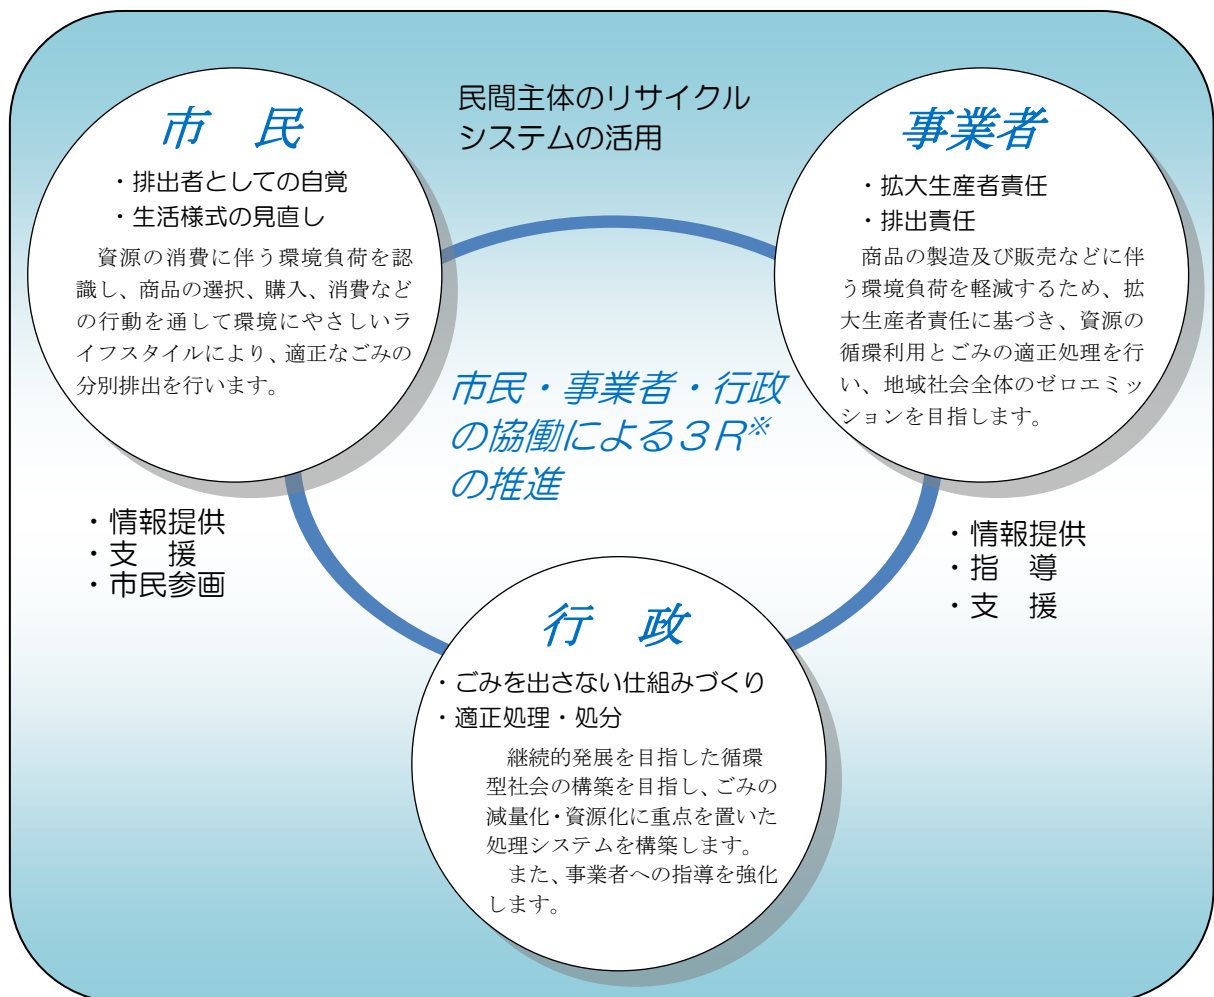 民間主体のリサイクル
システムの活用
市　民
・排出者としての自覚
・生活様式の見直し
　資源の消費に伴う環境負荷を認
識し、商品の選択、購入、消費など
の行動を通して環境にやさしいラ
イフスタイルにより、適正なごみの
分別排出を行います。
事業者
・拡大生産者責任
・排出責任
　商品の製造及び販売などに伴
う環境負荷を軽減するため、拡
大生産者責任に基づき、資源の
循環利用とごみの適正処理を行
い、地域社会全体のゼロエミッ
ションを目指します。
市民・事業者・行政
の協働による３Ｒ※
の推進
・情報提供
・支　援
・市民参画
・情報提供
・指　導
・支　援
行　政
・ごみを出さない仕組みづくり
・適正処理・処分
　継続的発展を目指した循環
型社会の構築を目指し、ごみの
減量化・資源化に重点を置いた
処理システムを構築します。
　また、事業者への指導を強化
します。